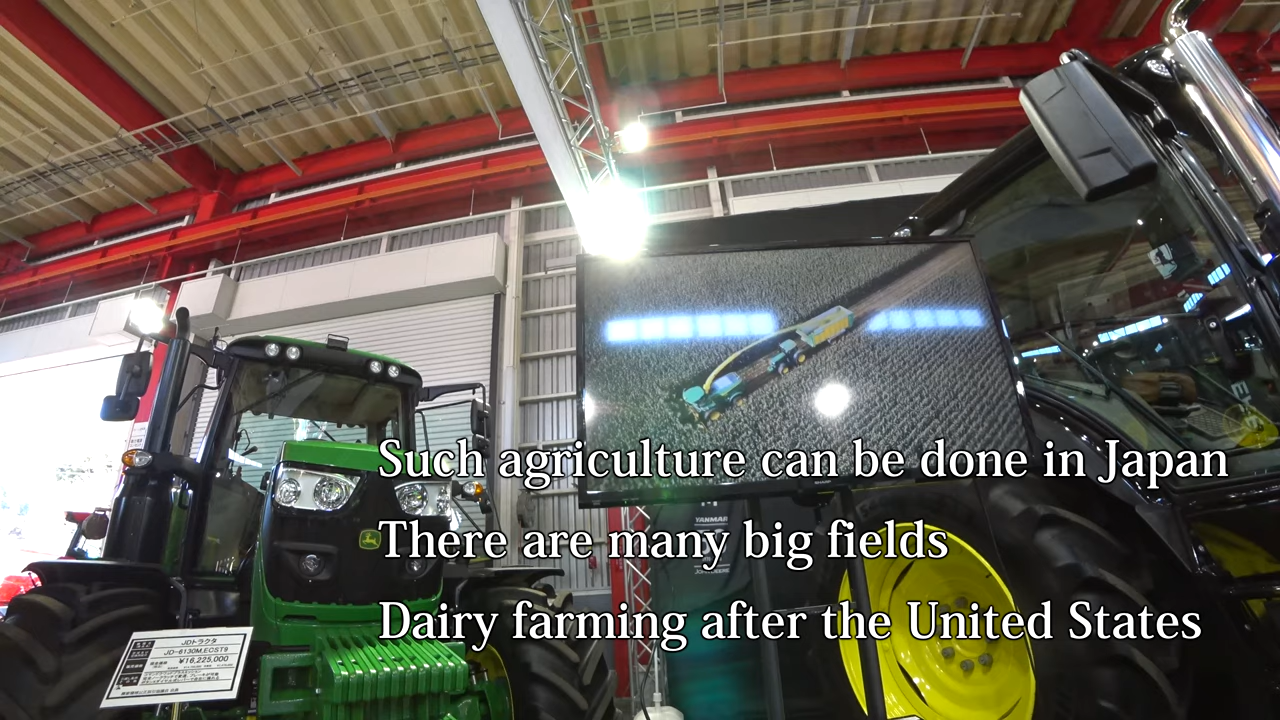 Such agriculture can be done in Japan
There are many big fields
Dairy farming after the United States
YANMAR
JDトラクタ
JD-6130M,ECST9
¥16,225,000